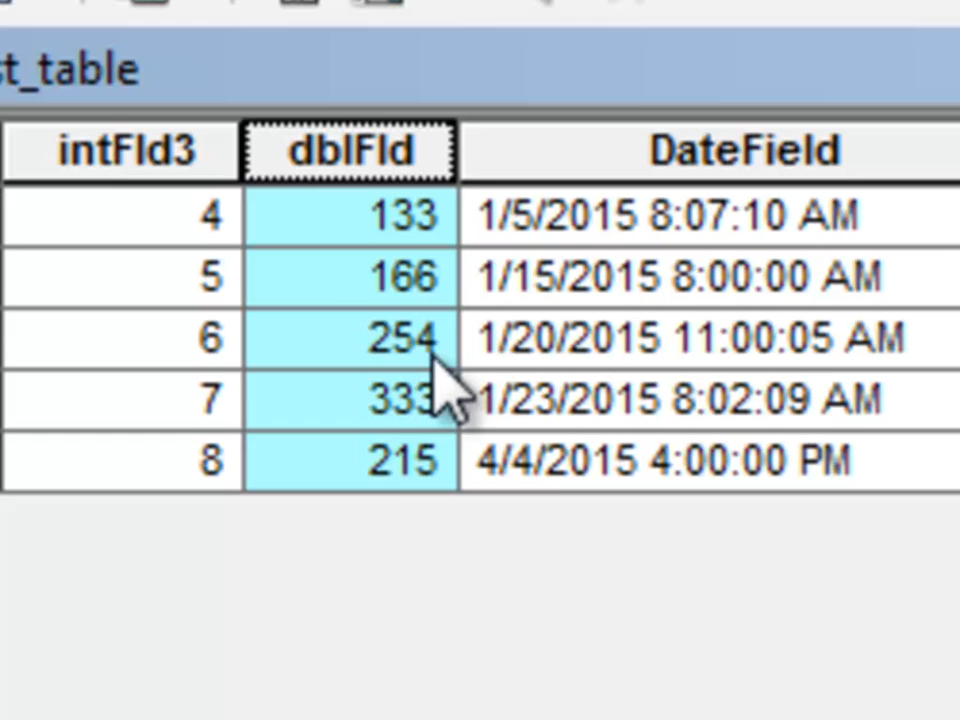 st_table
intFld3 dblFld DateField
4 133 1/5/2015 8:07:10 AM
5 166 1/15/2015 8:00:00 AM
6 254 1/20/2015 11:00:05 AM
7 333 1/23/2015 8:02:09 AM
8 215 4/4/2015 4:00:00 PM